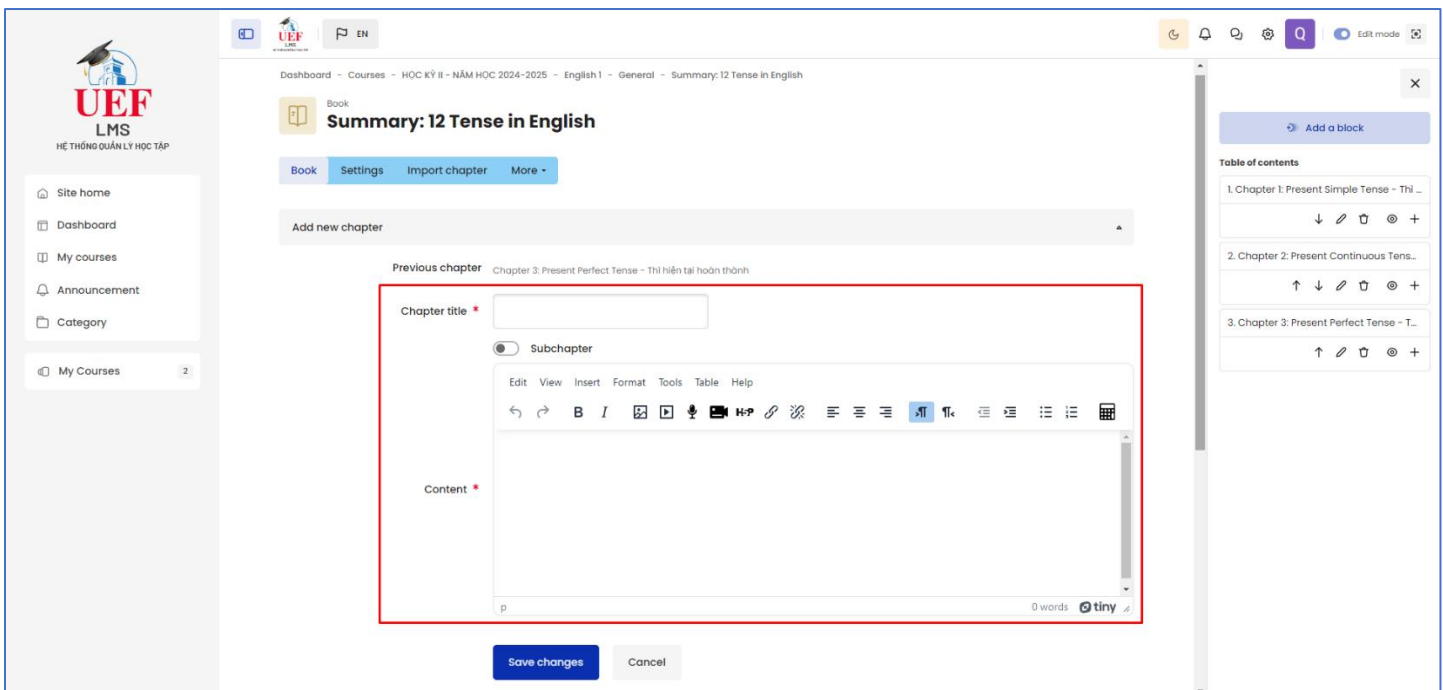 UEF
LMS
HỆ THỐNG QUẢN LÝ HỌC TẬP
Site home
Dashboard
My courses
Announcement
Category
My Courses 2
UEF
LMS
EN
Q
Edit mode
Dashboard - Courses - HỌC KỲ II - NĂM HỌC 2024-2025 - English 1 - General - Summary: 12 Tense in English
Book
Summary: 12 Tense in English
Book Settings Import chapter More
Add new chapter
Previous chapter Chapter 3: Present Perfect Tense - Thì hiện tại hoàn thành
Chapter title *
Subchapter
Edit View Insert Format Tools Table Help
B I H-P
Content *
p 0 words tiny
Save changes Cancel
Add a block
Table of contents
1. Chapter 1: Present Simple Tense - Thì ...
2. Chapter 2: Present Continuous Tens...
3. Chapter 3: Present Perfect Tense - T...